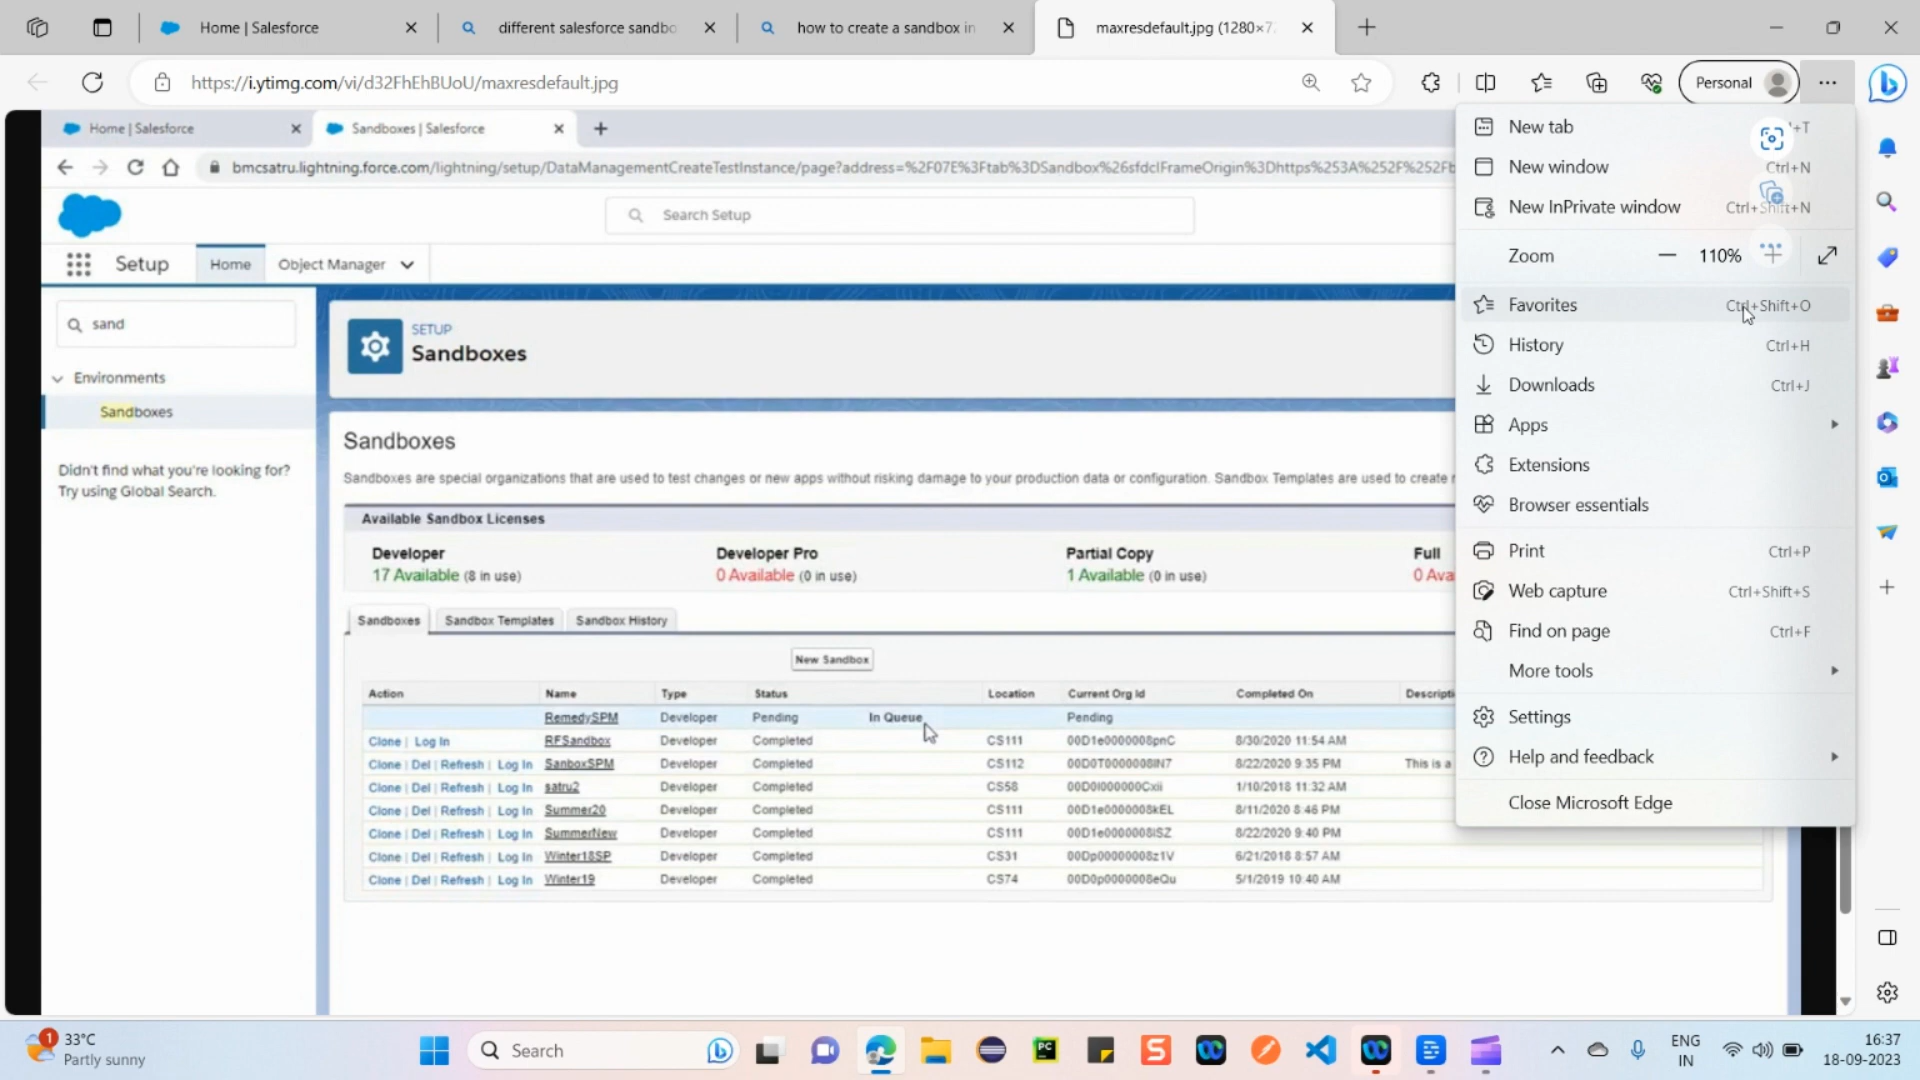 Home | Salesforce
different salesforce sandbo
how to create a sandbox in
maxresdefault.jpg (1280×7
https://i.ytimg.com/vi/d32FhEhBUoU/maxresdefault.jpg
Personal
Home | Salesforce
Sandboxes | Salesforce
bmcsatru.lightning.force.com/lightning/setup/DataManagementCreateTestInstance/page?address=%2F07E%3Ftab%3DSandbox%26sfdcIFrameOrigin%3Dhttps%253A%252F%252Fb
Search Setup
Setup
Home
Object Manager
sand
Environments
Sandboxes
Didn't find what you're looking for?
Try using Global Search.
SETUP
Sandboxes
Sandboxes
Sandboxes are special organizations that are used to test changes or new apps without risking damage to your production data or configuration. Sandbox Templates are used to create
Available Sandbox Licenses
Developer
17 Available (8 in use)
Developer Pro
0 Available (0 in use)
Partial Copy
1 Available (0 in use)
Full
0 Ava
Sandboxes
Sandbox Templates
Sandbox History
New Sandbox
Action Name Type Status Location Current Org Id Completed On Descripti
RemedySPM Developer Pending In Queue Pending
Clone | Log In RFSandbox Developer Completed CS111 00D1e0000008pnC 8/30/2020 11:54 AM
Clone | Del | Refresh | Log In SanboxSPM Developer Completed CS112 00D0T0000008IN7 8/22/2020 9:35 PM This is a
Clone | Del | Refresh | Log In satru2 Developer Completed CS58 00D0l000000Cxii 1/10/2018 11:32 AM
Clone | Del | Refresh | Log In Summer20 Developer Completed CS111 00D1e0000008kEL 8/11/2020 8:46 PM
Clone | Del | Refresh | Log In SummerNew Developer Completed CS111 00D1e0000008iSZ 8/22/2020 9:40 PM
Clone | Del | Refresh | Log In Winter18SP Developer Completed CS31 00Dp00000008z1V 6/21/2018 8:57 AM
Clone | Del | Refresh | Log In Winter19 Developer Completed CS74 00D0p0000008eQu 5/1/2019 10:40 AM
New tab +T
New window Ctrl+N
New InPrivate window Ctrl+Shift+N
Zoom 110%
Favorites Ctrl+Shift+O
History Ctrl+H
Downloads Ctrl+J
Apps
Extensions
Browser essentials
Print Ctrl+P
Web capture Ctrl+Shift+S
Find on page Ctrl+F
More tools
Settings
Help and feedback
Close Microsoft Edge
1
33°C
Partly sunny
Search
PC
ENG
IN
16:37
18-09-2023